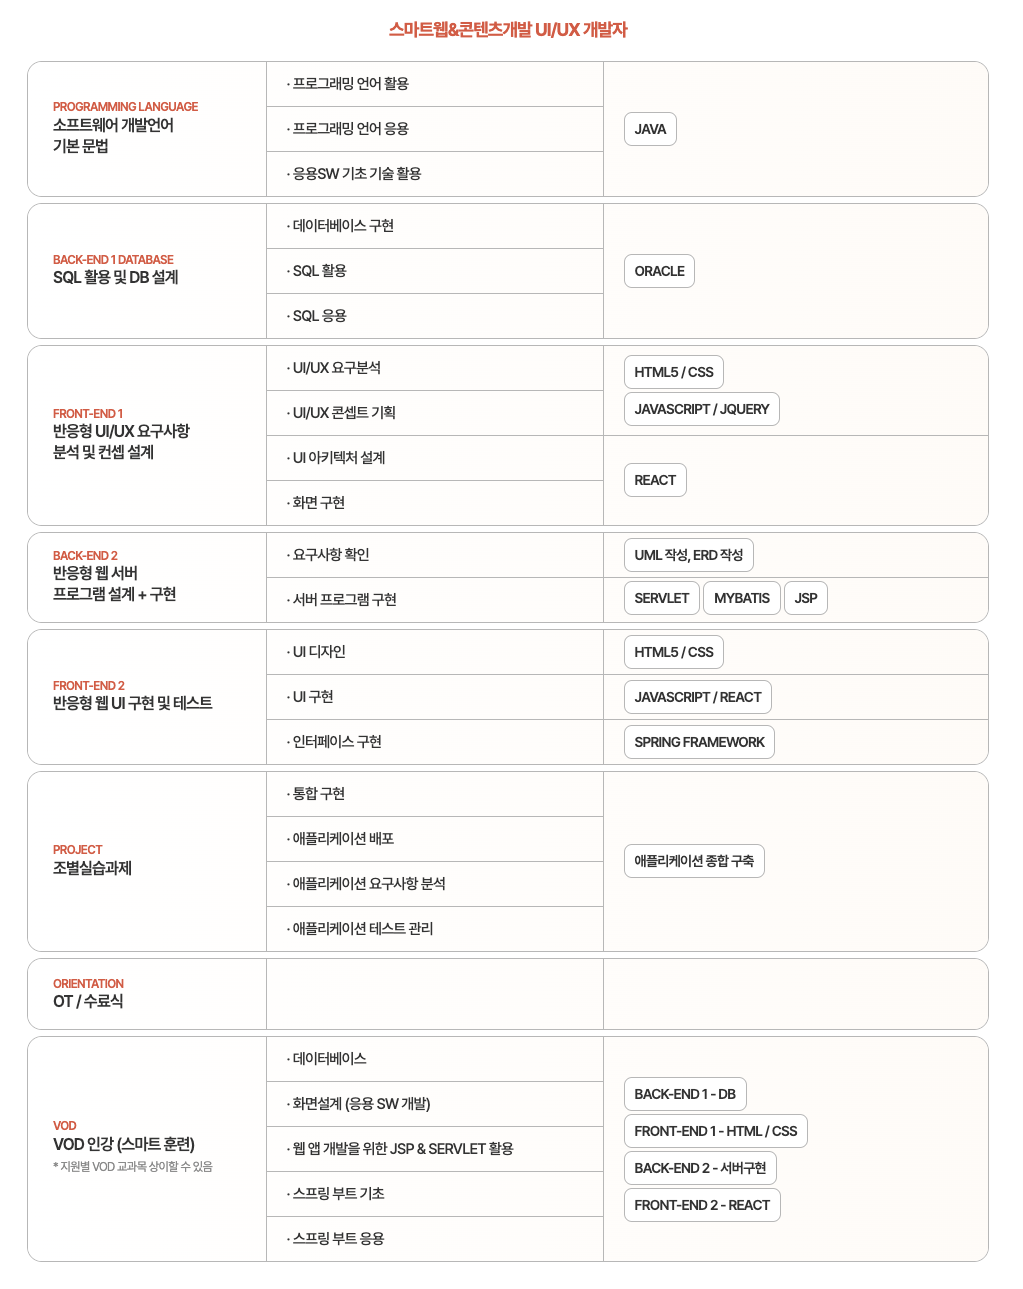 스마트웹&콘텐츠개발 UI/UX 개발자
PROGRAMMING LANGUAGE
소프트웨어 개발언어
기본 문법
· 프로그래밍 언어 활용
· 프로그래밍 언어 응용
· 응용SW 기초 기술 활용
JAVA
BACK-END 1 DATABASE
SQL 활용 및 DB 설계
· 데이터베이스 구현
· SQL 활용
· SQL 응용
ORACLE
FRONT-END 1
반응형 UI/UX 요구사항
분석 및 컨셉 설계
· UI/UX 요구분석
· UI/UX 콘셉트 기획
· UI 아키텍처 설계
· 화면 구현
HTML5 / CSS
JAVASCRIPT / JQUERY
REACT
BACK-END 2
반응형 웹 서버
프로그램 설계 + 구현
· 요구사항 확인
· 서버 프로그램 구현
UML 작성, ERD 작성
SERVLET MYBATIS JSP
FRONT-END 2
반응형 웹 UI 구현 및 테스트
· UI 디자인
· UI 구현
· 인터페이스 구현
HTML5 / CSS
JAVASCRIPT / REACT
SPRING FRAMEWORK
PROJECT
조별실습과제
· 통합 구현
· 애플리케이션 배포
· 애플리케이션 요구사항 분석
· 애플리케이션 테스트 관리
애플리케이션 종합 구축
ORIENTATION
OT / 수료식
VOD
VOD 인강 (스마트 훈련)
* 지원별 VOD 교과목 상이할 수 있음
· 데이터베이스
· 화면설계 (응용 SW 개발)
· 웹 앱 개발을 위한 JSP & SERVLET 활용
· 스프링 부트 기초
· 스프링 부트 응용
BACK-END 1 - DB
FRONT-END 1 - HTML / CSS
BACK-END 2 - 서버구현
FRONT-END 2 - REACT